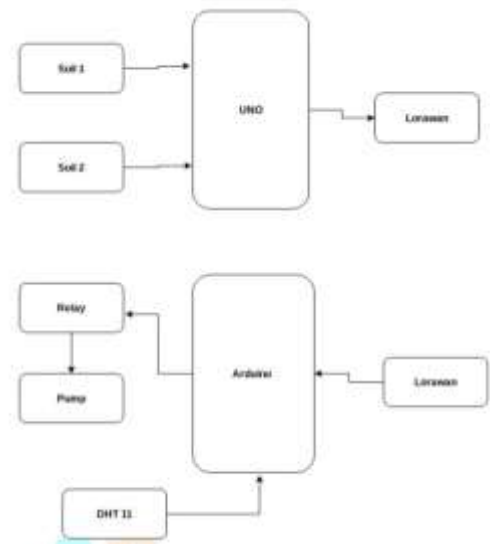 Soil 1
UNO
Lorawan
Soil 2
Relay
Arduino
Lorawan
Pump
DHT 11